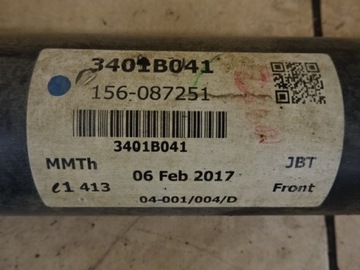 3401B041
156-087251
3401B041
MMTh
JBT
e1 413
06 Feb 2017
Front
04-001/004/D